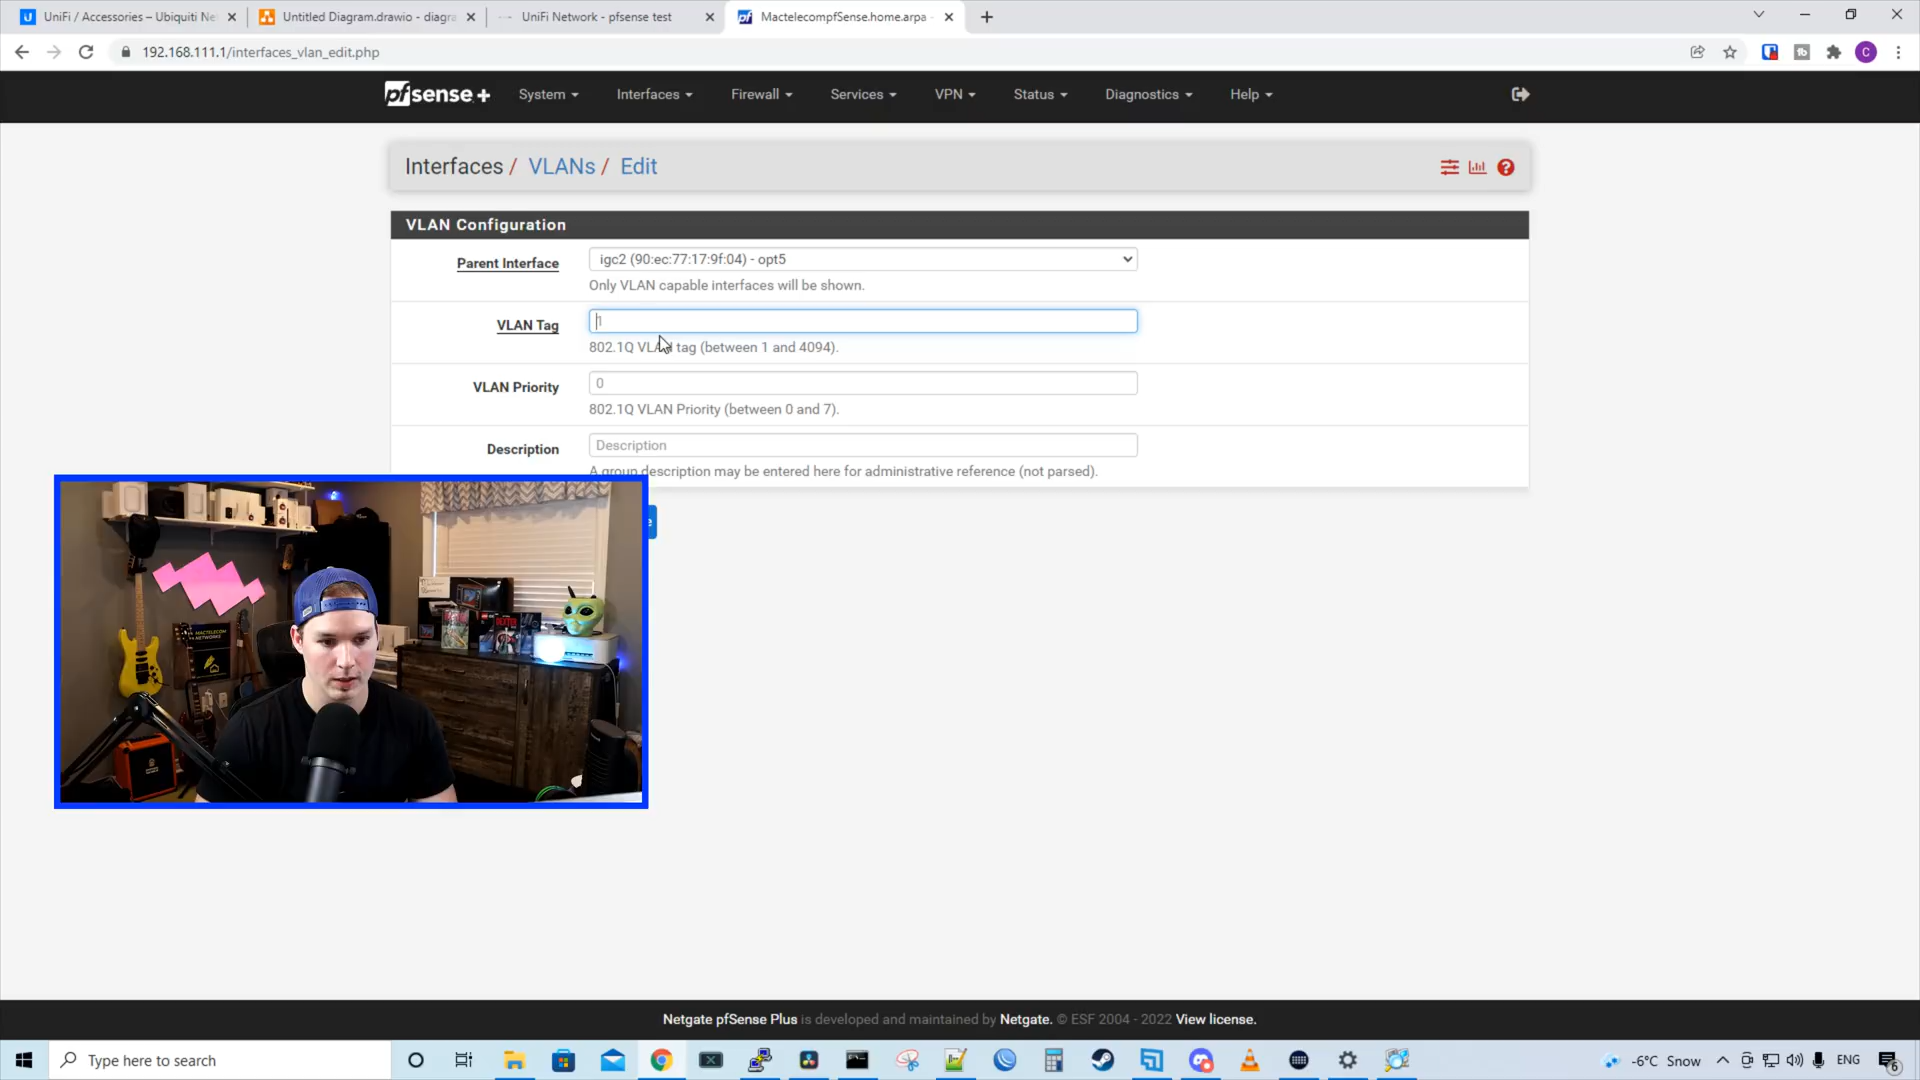 UniFi / Accessories – Ubiquiti Ne
Untitled Diagram.drawio - diagra
UniFi Network - pfsense test
MactelecompfSense.home.arpa -
192.168.111.1/interfaces_vlan_edit.php
C
pfsense +
System
Interfaces
Firewall
Services
VPN
Status
Diagnostics
Help
Interfaces / VLANs / Edit
VLAN Configuration
Parent Interface
igc2 (90:ec:77:17:9f:04) - opt5
Only VLAN capable interfaces will be shown.
VLAN Tag
1
802.1Q VLAN tag (between 1 and 4094).
VLAN Priority
0
802.1Q VLAN Priority (between 0 and 7).
Description
Description
A group description may be entered here for administrative reference (not parsed).
MACTELECOM
NETWORKS
DEXTER
Netgate pfSense Plus is developed and maintained by Netgate. © ESF 2004 - 2022 View license.
Type here to search
-6°C Snow
ENG
6